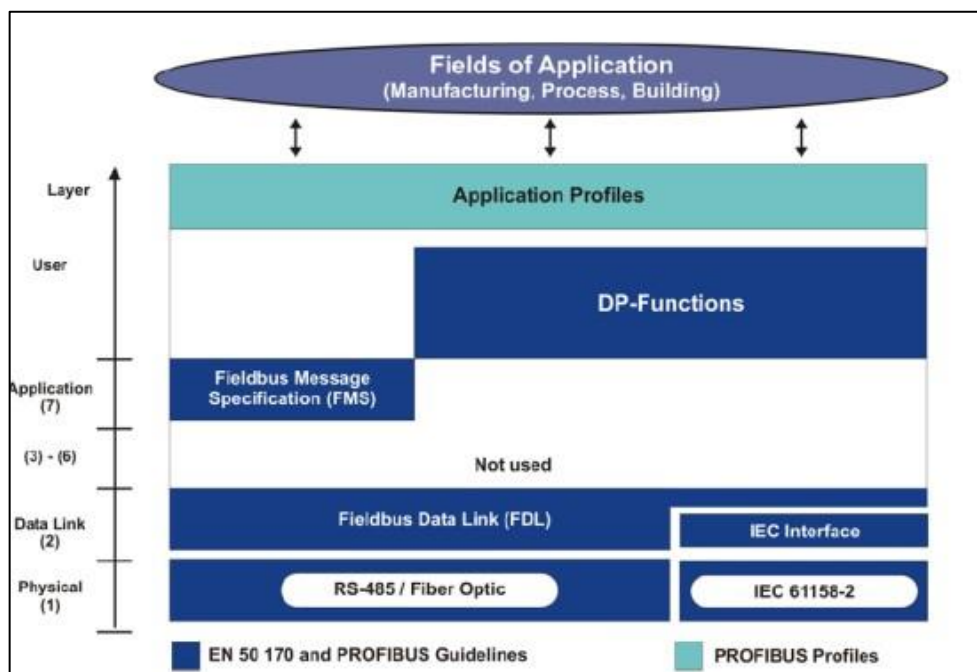 Fields of Application
(Manufacturing, Process, Building)
Layer
Application Profiles
User
DP-Functions
Application
(7)
Fieldbus Message
Specification (FMS)
(3) - (6)
Not used
Data Link
(2)
Fieldbus Data Link (FDL)
IEC Interface
Physical
(1)
RS-485 / Fiber Optic
IEC 61158-2
EN 50 170 and PROFIBUS Guidelines
PROFIBUS Profiles